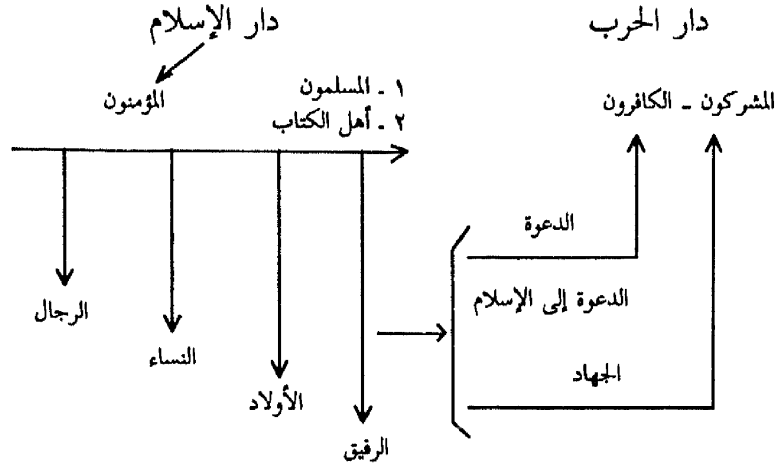 دار الإسلام
دار الحرب
المؤمنون
١ ـ المسلمون
٢ ـ أهل الكتاب
المشركون ـ الكافرون
الدعوة
الدعوة إلى الإسلام
الجهاد
الرجال
النساء
الأولاد
الرفيق